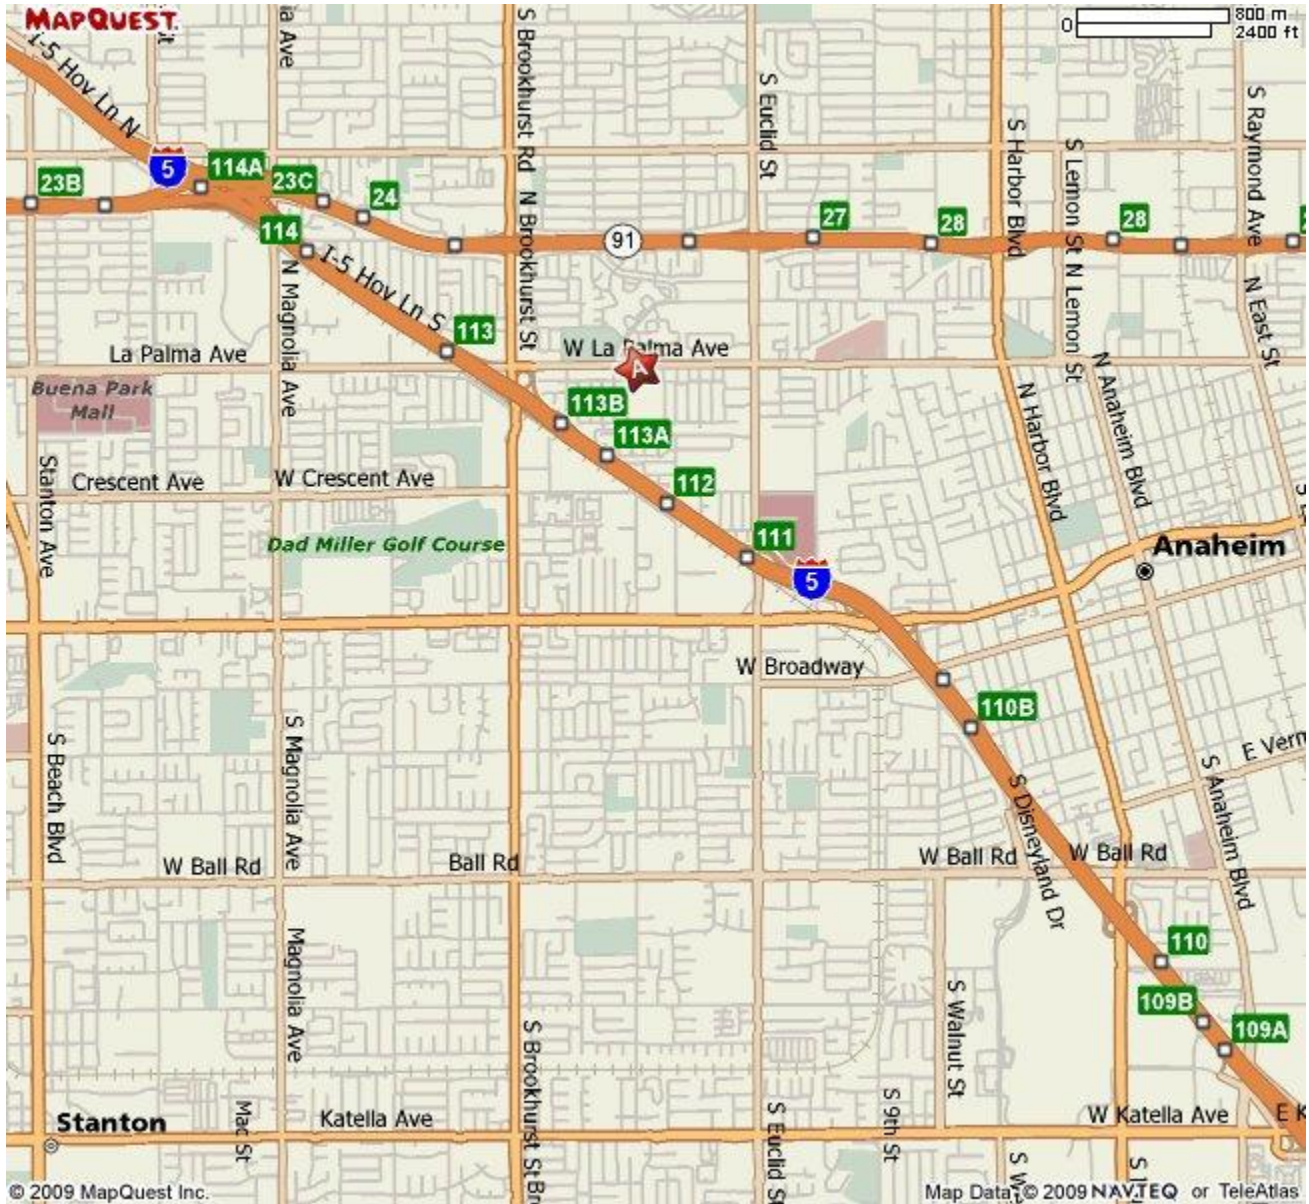 MAPQUEST.
0
800 m
2400 ft
ia Ave
S Brookhurst Rd
S Euclid St
S Harbor Blvd
S Lemon St
S Raymond Ave
I-5 Hov Ln N
5
114A
23B
23C
24
91
27
28
28
114
I-5 Hov Ln S
N Magnolia Ave
N Brookhurst St
N Lemon St
N East St
113
La Palma Ave
W La Palma Ave
A
Buena Park
Mall
113B
113A
N Harbor Blvd
N Anaheim Blvd
Stanton Ave
Crescent Ave
W Crescent Ave
112
Dad Miller Golf Course
111
5
Anaheim
W Broadway
110B
S Beach Blvd
S Magnolia Ave
S Disneyland Dr
S Anaheim Blvd
E Vern
W Ball Rd
Ball Rd
W Ball Rd
W Ball Rd
Magnolia Ave
110
109B
109A
S Walnut St
S Brookhurst St
Stanton
Mac St
Katella Ave
S Euclid St
S 9th St
W Katella Ave
E K
Br
S W
© 2009 MapQuest Inc.
Map Data © 2009 NAVTEQ or TeleAtlas